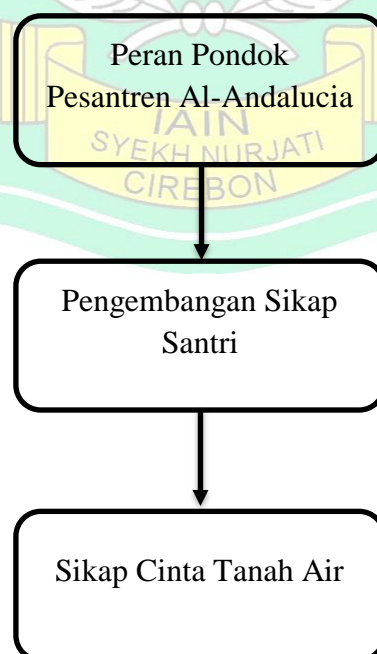 Peran Pondok
Pesantren Al-Andalucia
IAIN
SYEKH NURJATI
CIREBON
Pengembangan Sikap
Santri
Sikap Cinta Tanah Air